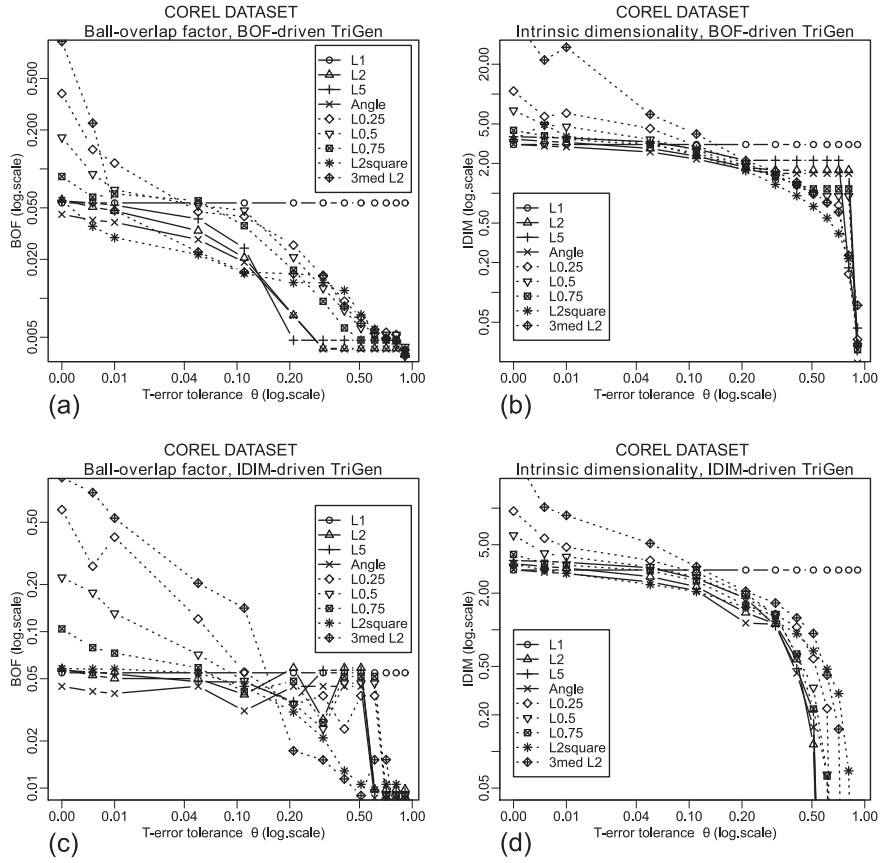 COREL DATASET
Ball-overlap factor, BOF-driven TriGen
BOF (log.scale)
0.500
0.200
0.050
0.020
0.005
L1
L2
L5
Angle
L0.25
L0.5
L0.75
L2square
3med L2
0.00 0.01 0.04 0.10 0.20 0.50 1.00
T-error tolerance θ (log.scale)
(a)
COREL DATASET
Intrinsic dimensionality, BOF-driven TriGen
IDIM (log.scale)
20.00
5.00
2.00
0.50
0.20
0.05
L1
L2
L5
Angle
L0.25
L0.5
L0.75
L2square
3med L2
0.00 0.01 0.04 0.10 0.20 0.50 1.00
T-error tolerance θ (log.scale)
(b)
COREL DATASET
Ball-overlap factor, IDIM-driven TriGen
BOF (log.scale)
0.50
0.20
0.10
0.05
0.02
0.01
L1
L2
L5
Angle
L0.25
L0.5
L0.75
L2square
3med L2
0.00 0.01 0.04 0.10 0.20 0.50 1.00
T-error tolerance θ (log.scale)
(c)
COREL DATASET
Intrinsic dimensionality, IDIM-driven TriGen
IDIM (log.scale)
5.00
2.00
0.50
0.20
0.05
L1
L2
L5
Angle
L0.25
L0.5
L0.75
L2square
3med L2
0.00 0.01 0.04 0.10 0.20 0.50 1.00
T-error tolerance θ (log.scale)
(d)